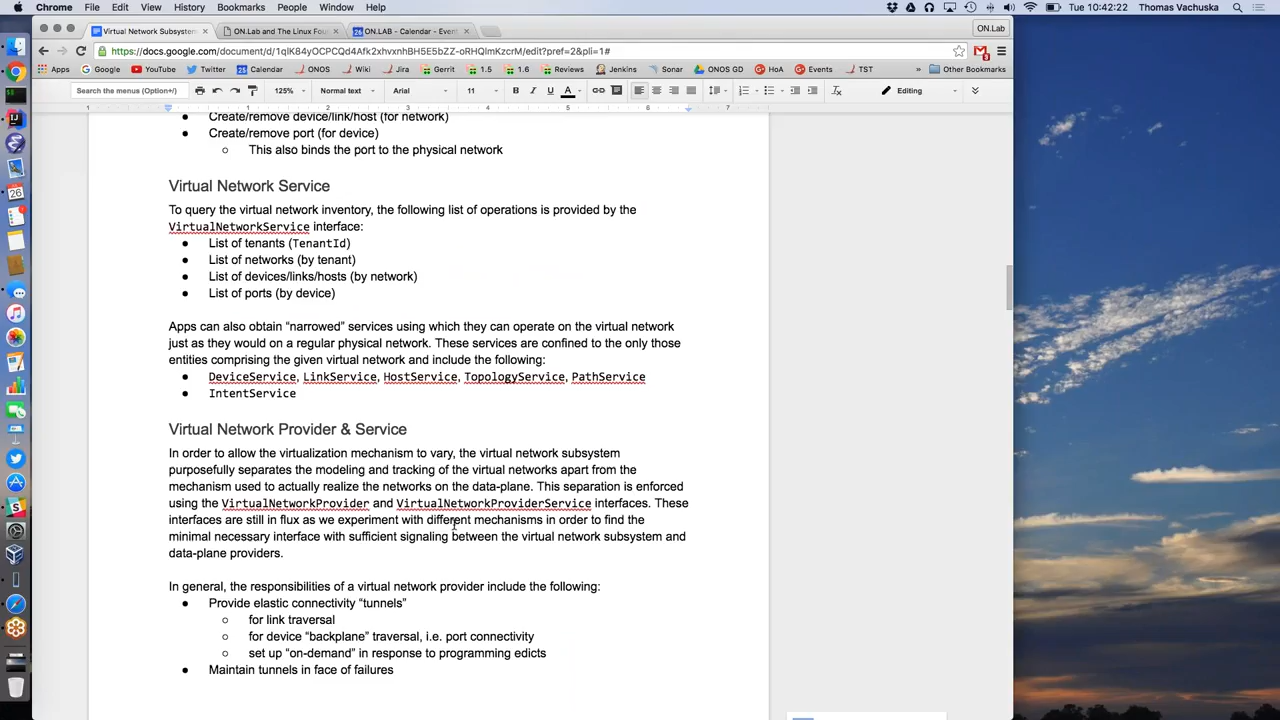 Chrome File Edit View History Bookmarks People Window Help
Tue 10:42:22 Thomas Vachuska
Virtual Network Subsystem
ON.Lab and The Linux Fou
ON.LAB - Calendar - Even
ON.Lab
https://docs.google.com/document/d/1qlK84yOCPCQd4Afk2xhvxnhBH5E5bZZ-oRHQlmKzcrM/edit?pref=2&pli=1#
Apps Google YouTube Twitter Calendar ONOS Wiki Jira Gerrit 1.5 1.6 Reviews Jenkins Sonar ONOS GD HoA Events TST » Other Bookmarks
Search the menus (Option+/) 125% Normal text Arial 11 B I U A Editing
1 1 2 3 4 5 6 7
Create/remove device/link/host (for network)
Create/remove port (for device)
This also binds the port to the physical network
Virtual Network Service
To query the virtual network inventory, the following list of operations is provided by the
VirtualNetworkService interface:
List of tenants (TenantId)
List of networks (by tenant)
List of devices/links/hosts (by network)
List of ports (by device)
Apps can also obtain “narrowed” services using which they can operate on the virtual network
just as they would on a regular physical network. These services are confined to the only those
entities comprising the given virtual network and include the following:
DeviceService, LinkService, HostService, TopologyService, PathService
IntentService
Virtual Network Provider & Service
In order to allow the virtualization mechanism to vary, the virtual network subsystem
purposefully separates the modeling and tracking of the virtual networks apart from the
mechanism used to actually realize the networks on the data-plane. This separation is enforced
using the VirtualNetworkProvider and VirtualNetworkProviderService interfaces. These
interfaces are still in flux as we experiment with different mechanisms in order to find the
minimal necessary interface with sufficient signaling between the virtual network subsystem and
data-plane providers.
In general, the responsibilities of a virtual network provider include the following:
Provide elastic connectivity “tunnels”
for link traversal
for device “backplane” traversal, i.e. port connectivity
set up “on-demand” in response to programming edicts
Maintain tunnels in face of failures